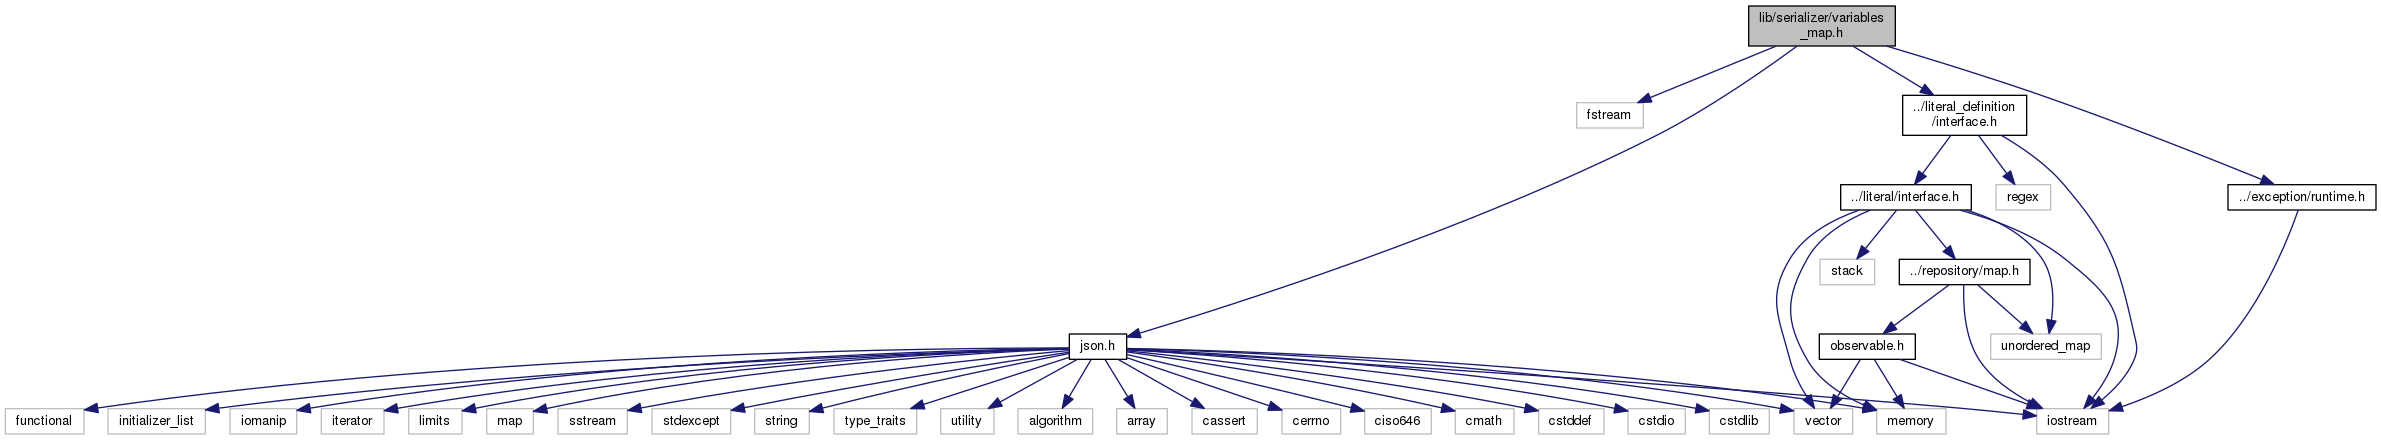 lib/serializer/variables
_map.h
fstream
../literal_definition
/interface.h
../literal/interface.h
regex
../exception/runtime.h
stack
../repository/map.h
json.h
observable.h
unordered_map
functional
initializer_list
iomanip
iterator
limits
map
sstream
stdexcept
string
type_traits
utility
algorithm
array
cassert
cerrno
ciso646
cmath
cstddef
cstdio
cstdlib
vector
memory
iostream